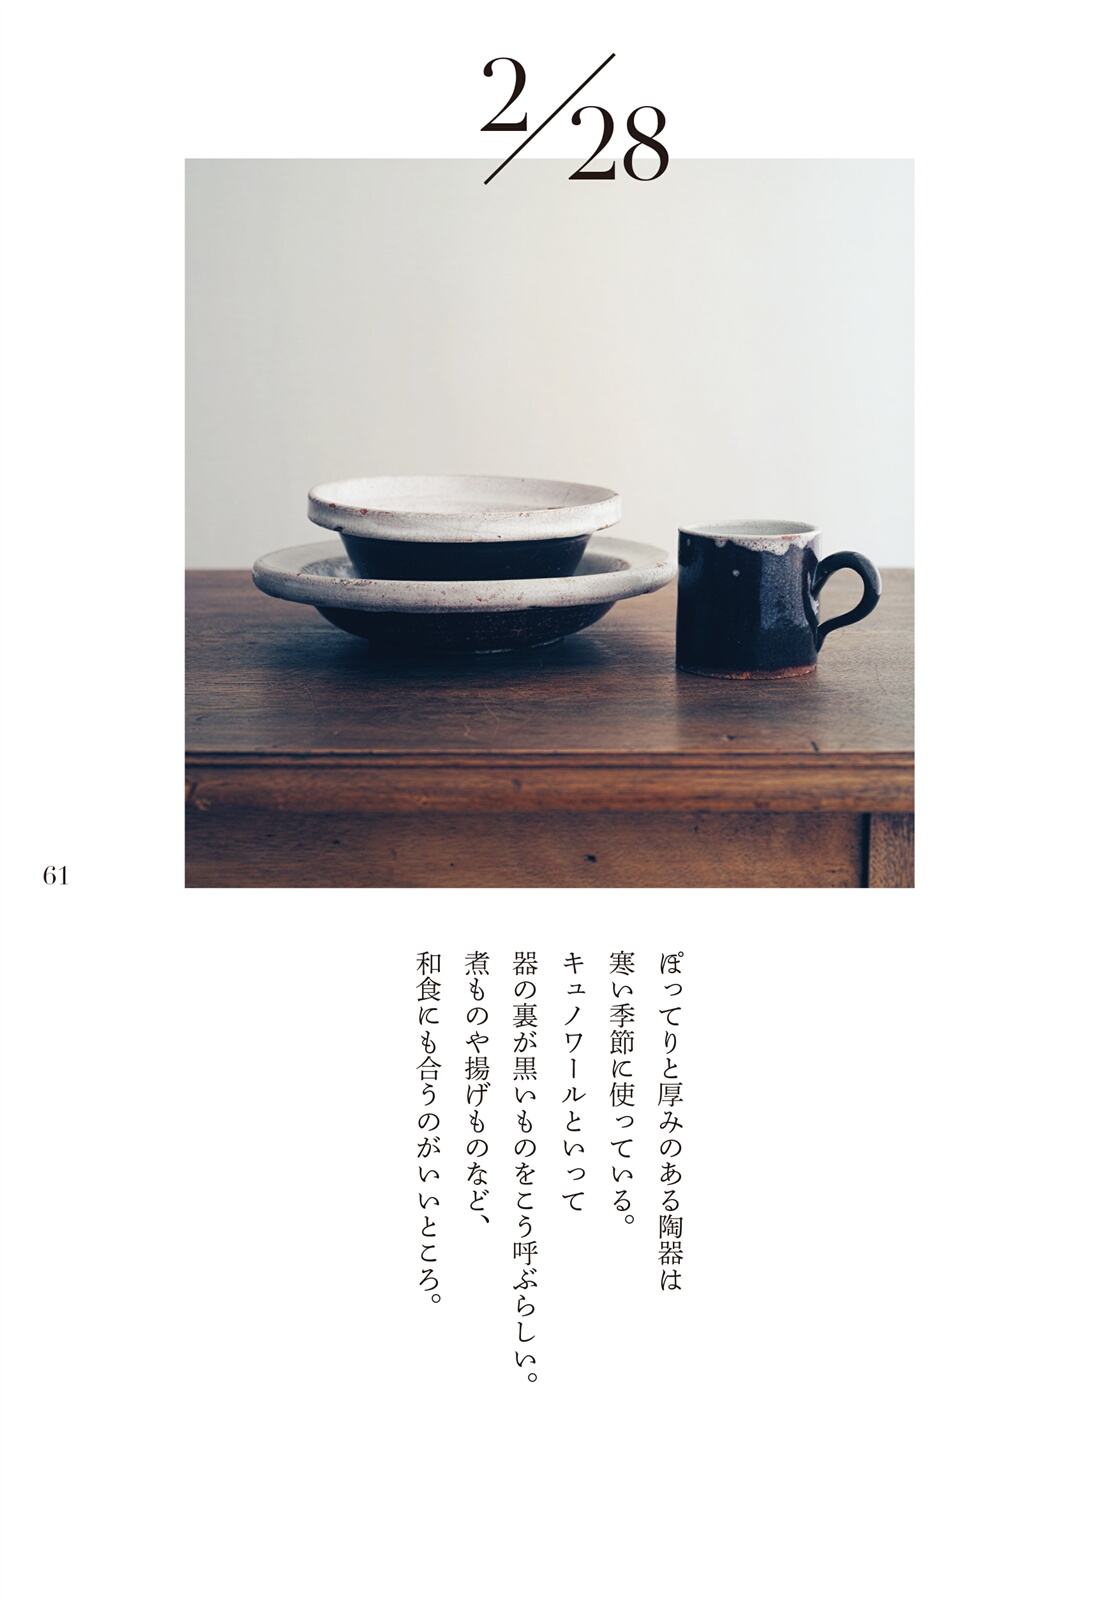 2/28
ぽってりと厚みのある陶器は
寒い季節に使っている。
キュノワールといって
器の裏が黒いものをこう呼ぶらしい。
煮ものや揚げものなど、
和食にも合うのがいいところ。
61